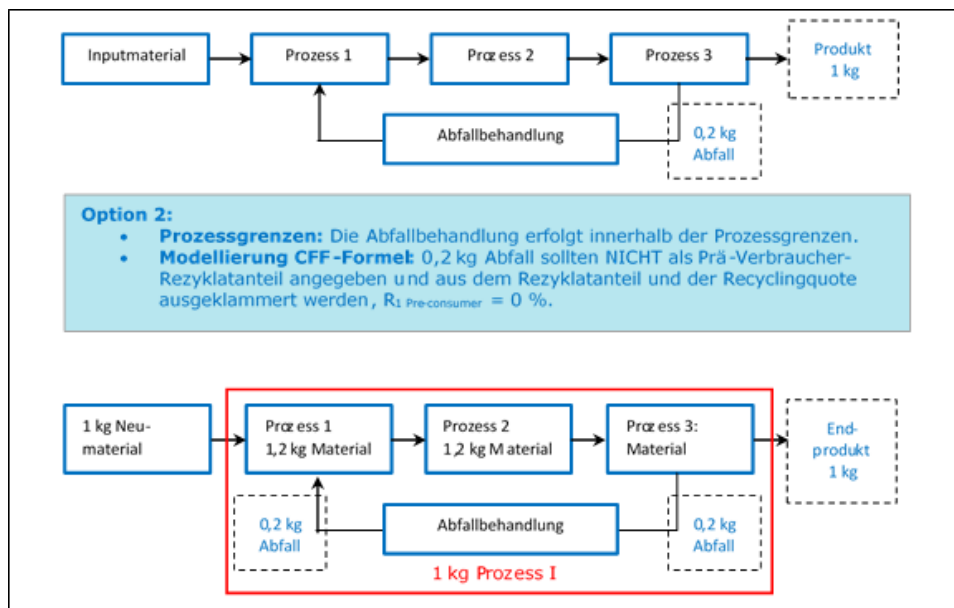 Inputmaterial
Prozess 1
Prozess 2
Prozess 3
Produkt
1 kg
Abfallbehandlung
0,2 kg
Abfall
Option 2:
• Prozessgrenzen: Die Abfallbehandlung erfolgt innerhalb der Prozessgrenzen.
• Modellierung CFF-Formel: 0,2 kg Abfall sollten NICHT als Prä-Verbraucher-
Rezyklatanteil angegeben und aus dem Rezyklatanteil und der Recyclingquote
ausgeklammert werden, R1 Pre-consumer = 0 %.
1 kg Neu-
material
Prozess 1
1,2 kg Material
Prozess 2
1,2 kg Material
Prozess 3:
Material
End-
produkt
1 kg
0,2 kg
Abfall
Abfallbehandlung
0,2 kg
Abfall
1 kg Prozess I